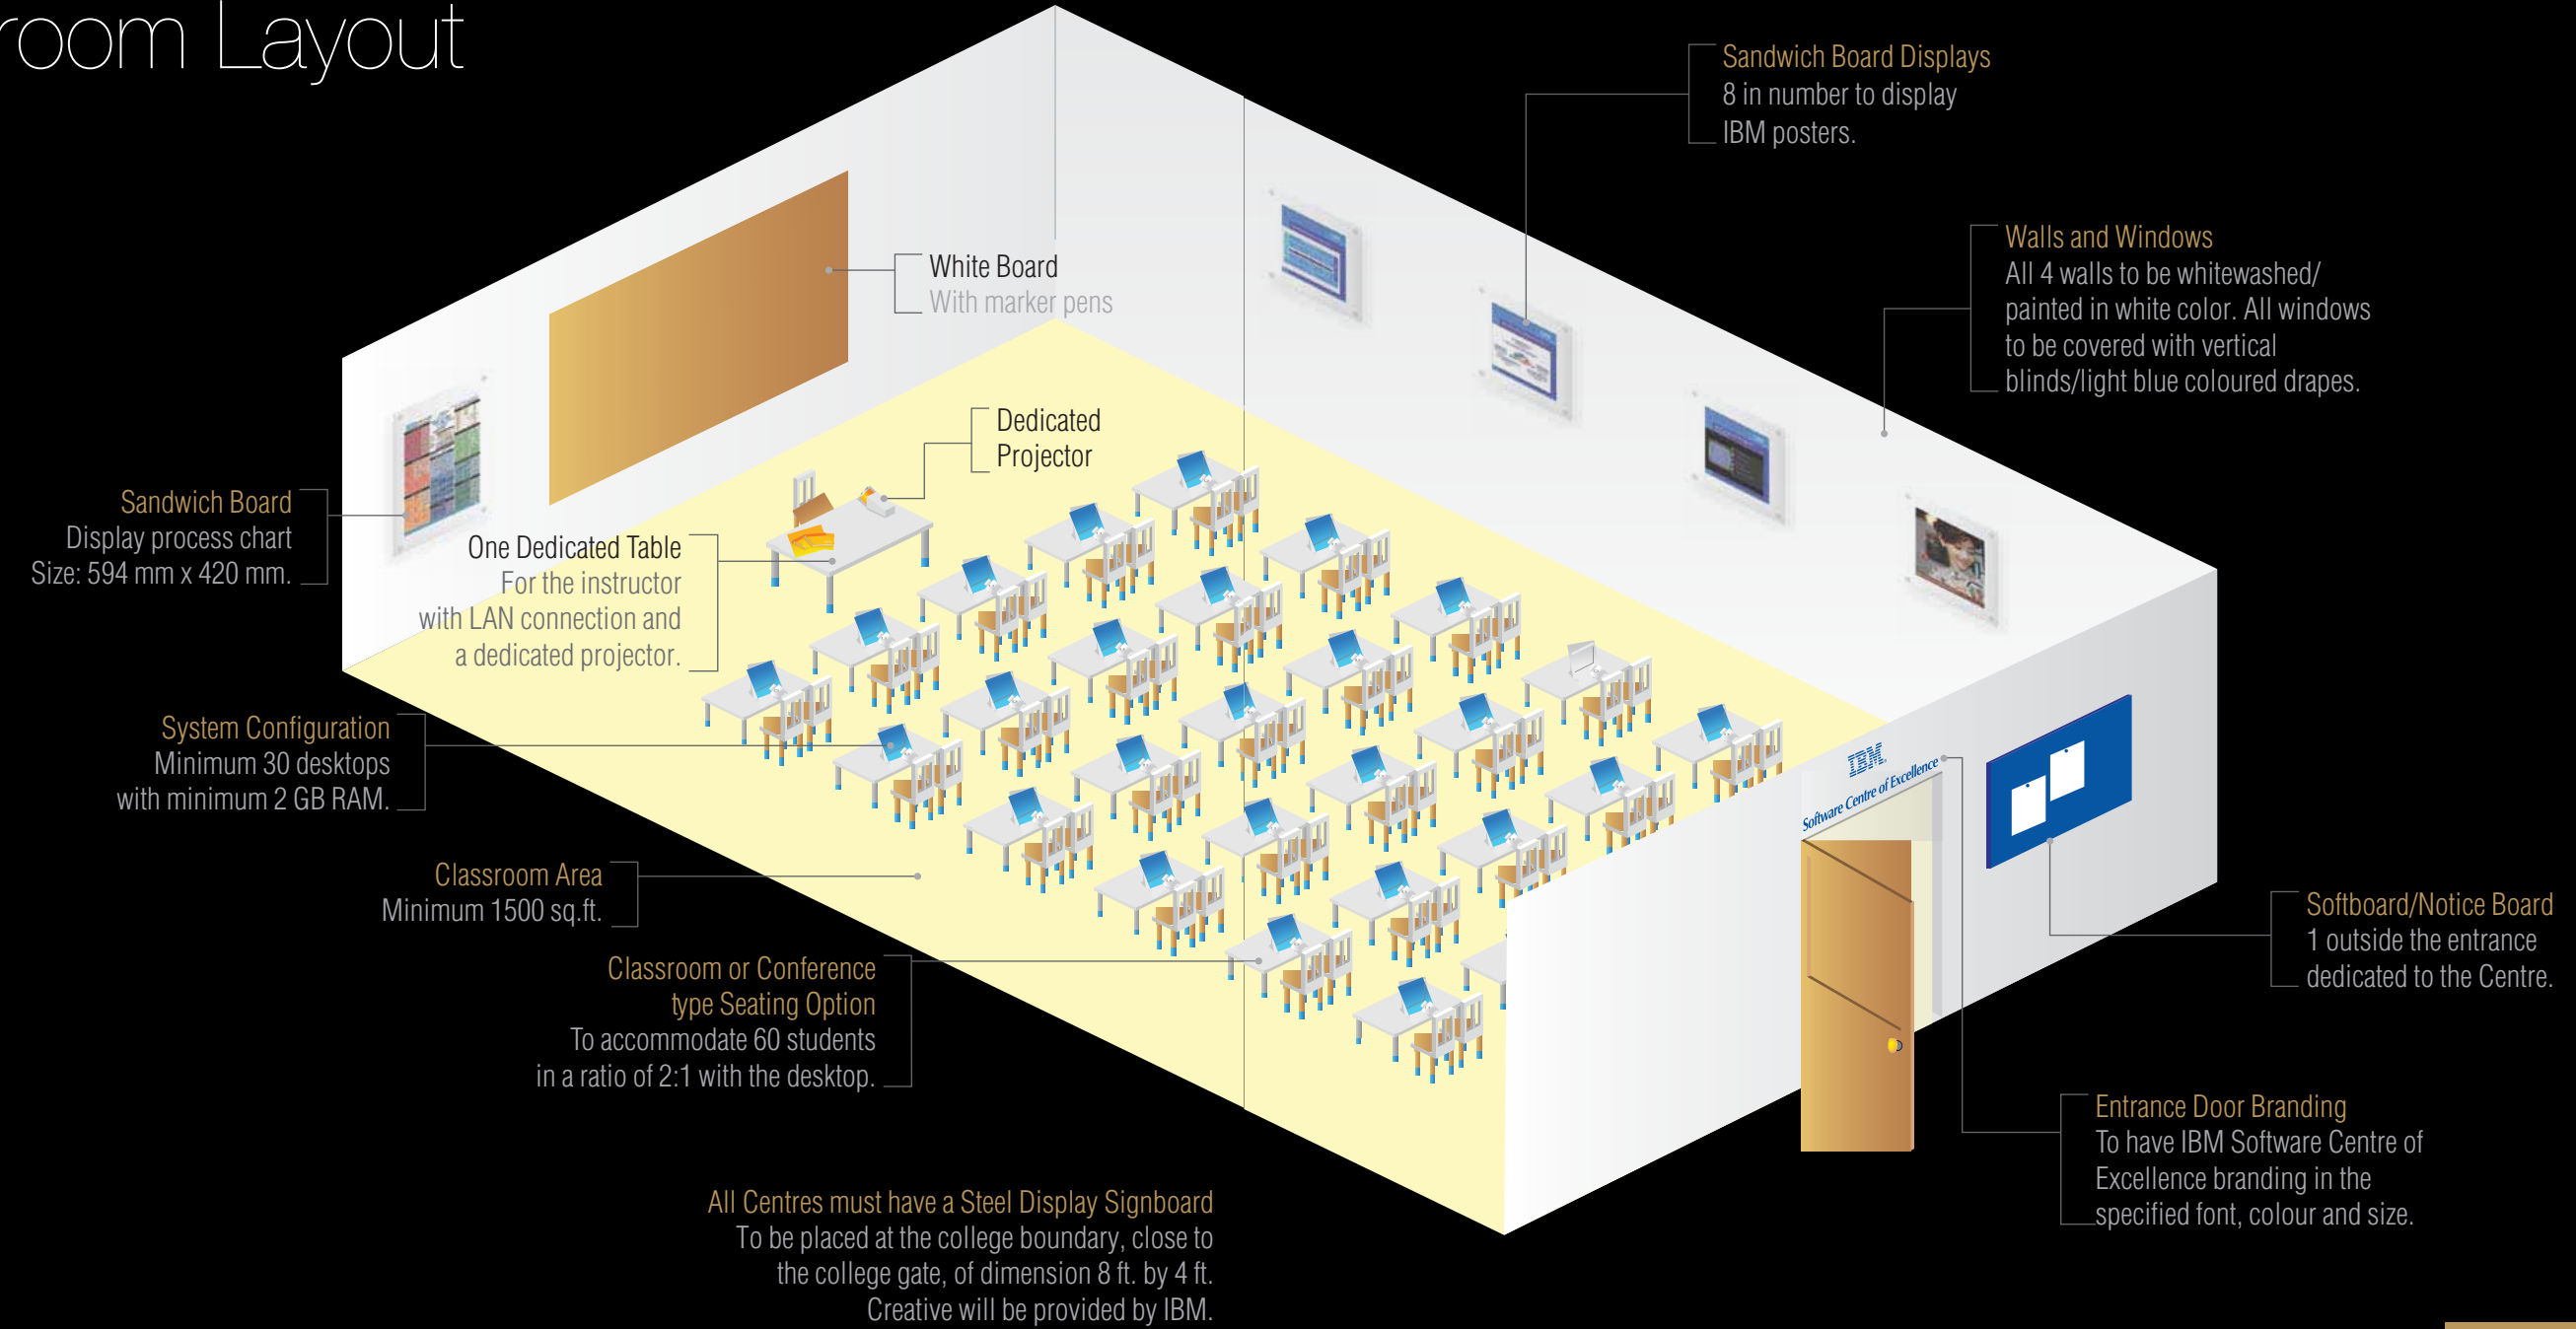 room Layout
Sandwich Board Displays
8 in number to display
IBM posters.
Walls and Windows
All 4 walls to be whitewashed/
painted in white color. All windows
to be covered with vertical
blinds/light blue coloured drapes.
White Board
With marker pens
Dedicated
Projector
Sandwich Board
Display process chart
Size: 594 mm x 420 mm.
One Dedicated Table
For the instructor
with LAN connection and
a dedicated projector.
System Configuration
Minimum 30 desktops
with minimum 2 GB RAM.
Classroom Area
Minimum 1500 sq.ft.
Classroom or Conference
type Seating Option
To accommodate 60 students
in a ratio of 2:1 with the desktop.
IBM
Software Centre of Excellence
Softboard/Notice Board
1 outside the entrance
dedicated to the Centre.
Entrance Door Branding
To have IBM Software Centre of
Excellence branding in the
specified font, colour and size.
All Centres must have a Steel Display Signboard
To be placed at the college boundary, close to
the college gate, of dimension 8 ft. by 4 ft.
Creative will be provided by IBM.